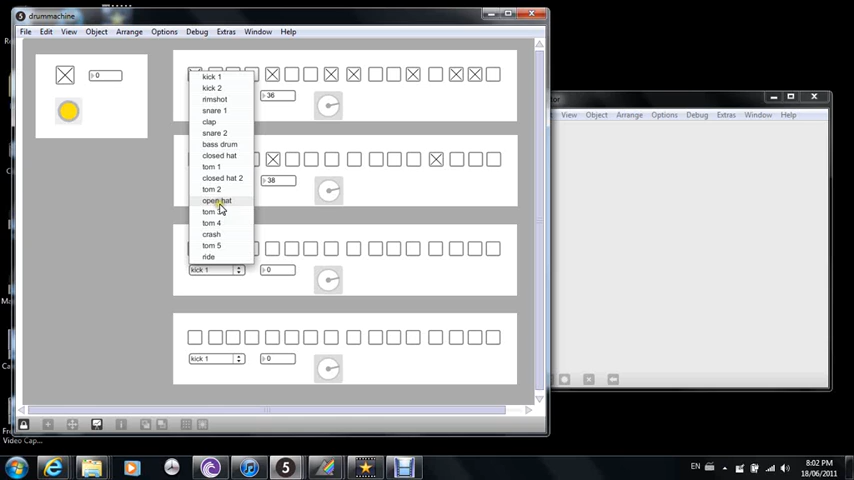 drummachine
File Edit View Object Arrange Options Debug Extras Window Help
0
kick 1
kick 2
rimshot
snare 1
clap
snare 2
bass drum
closed hat
tom 1
closed hat 2
tom 2
open hat
tom
tom 4
crash
tom 5
ride
36
38
kick 1 0
kick 1 0
View Object Arrange Options Debug Extras Window Help
Video Cap...
EN
8:02 PM
18/06/2011